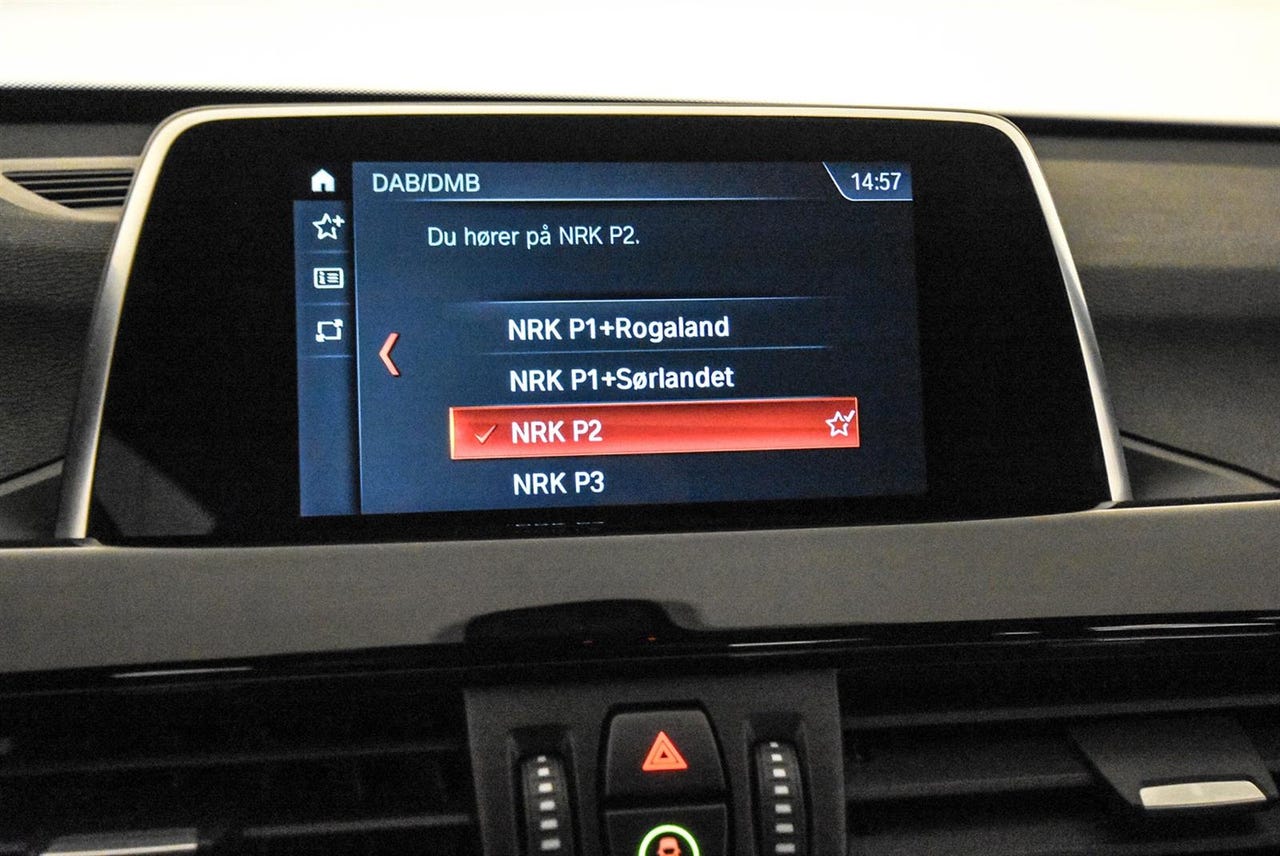 DAB/DMB
14:57
Du hører på NRK P2.
NRK P1+Rogaland
NRK P1+Sørlandet
NRK P2
NRK P3